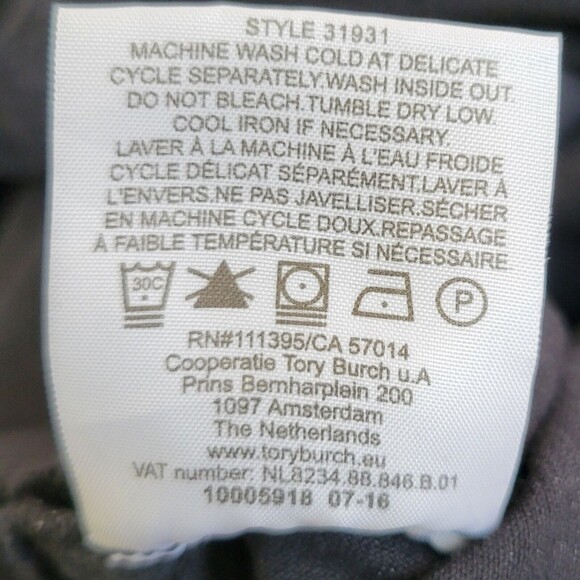 STYLE 31931
MACHINE WASH COLD AT DELICATE
CYCLE SEPARATELY.WASH INSIDE OUT.
DO NOT BLEACH.TUMBLE DRY LOW
COOL IRON IF NECESSARY.
LAVER À LA MACHINE À L'EAU FROIDE
CYCLE DÉLICAT SÉPARÉMENT.LAVER À
L'ENVERS.NE PAS JAVELLISER.SÉCHER
EN MACHINE CYCLE DOUX.REPASSAGE
À FAIBLE TEMPÉRATURE SI NÉCESSAIRE
30C P
RN#111395/CA 57014
Cooperatie Tory Burch u.A
Prins Bernharplein 200
1097 Amsterdam
The Netherlands
www.toryburch.eu
VAT number: NL8234.88.846.B.01
10005918 07-16